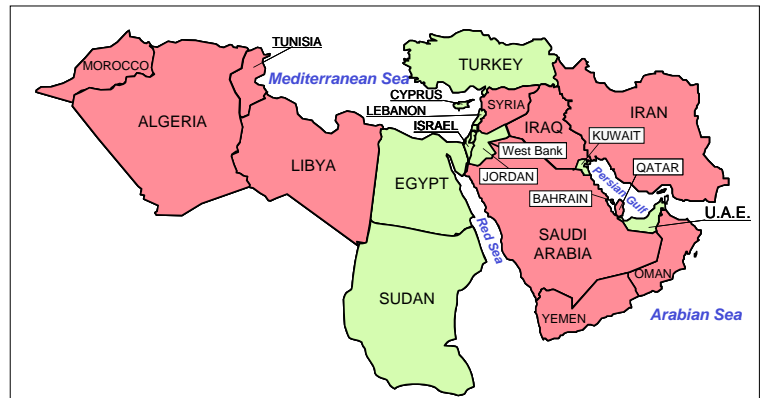 TUNISIA
MOROCCO
Mediterranean Sea
TURKEY
CYPRUS
LEBANON
ISRAEL
SYRIA
IRAN
ALGERIA
IRAQ
KUWAIT
West Bank
LIBYA
QATAR
EGYPT
JORDAN
Persian Gulf
BAHRAIN
U.A.E.
Red Sea
SAUDI
ARABIA
OMAN
SUDAN
YEMEN
Arabian Sea